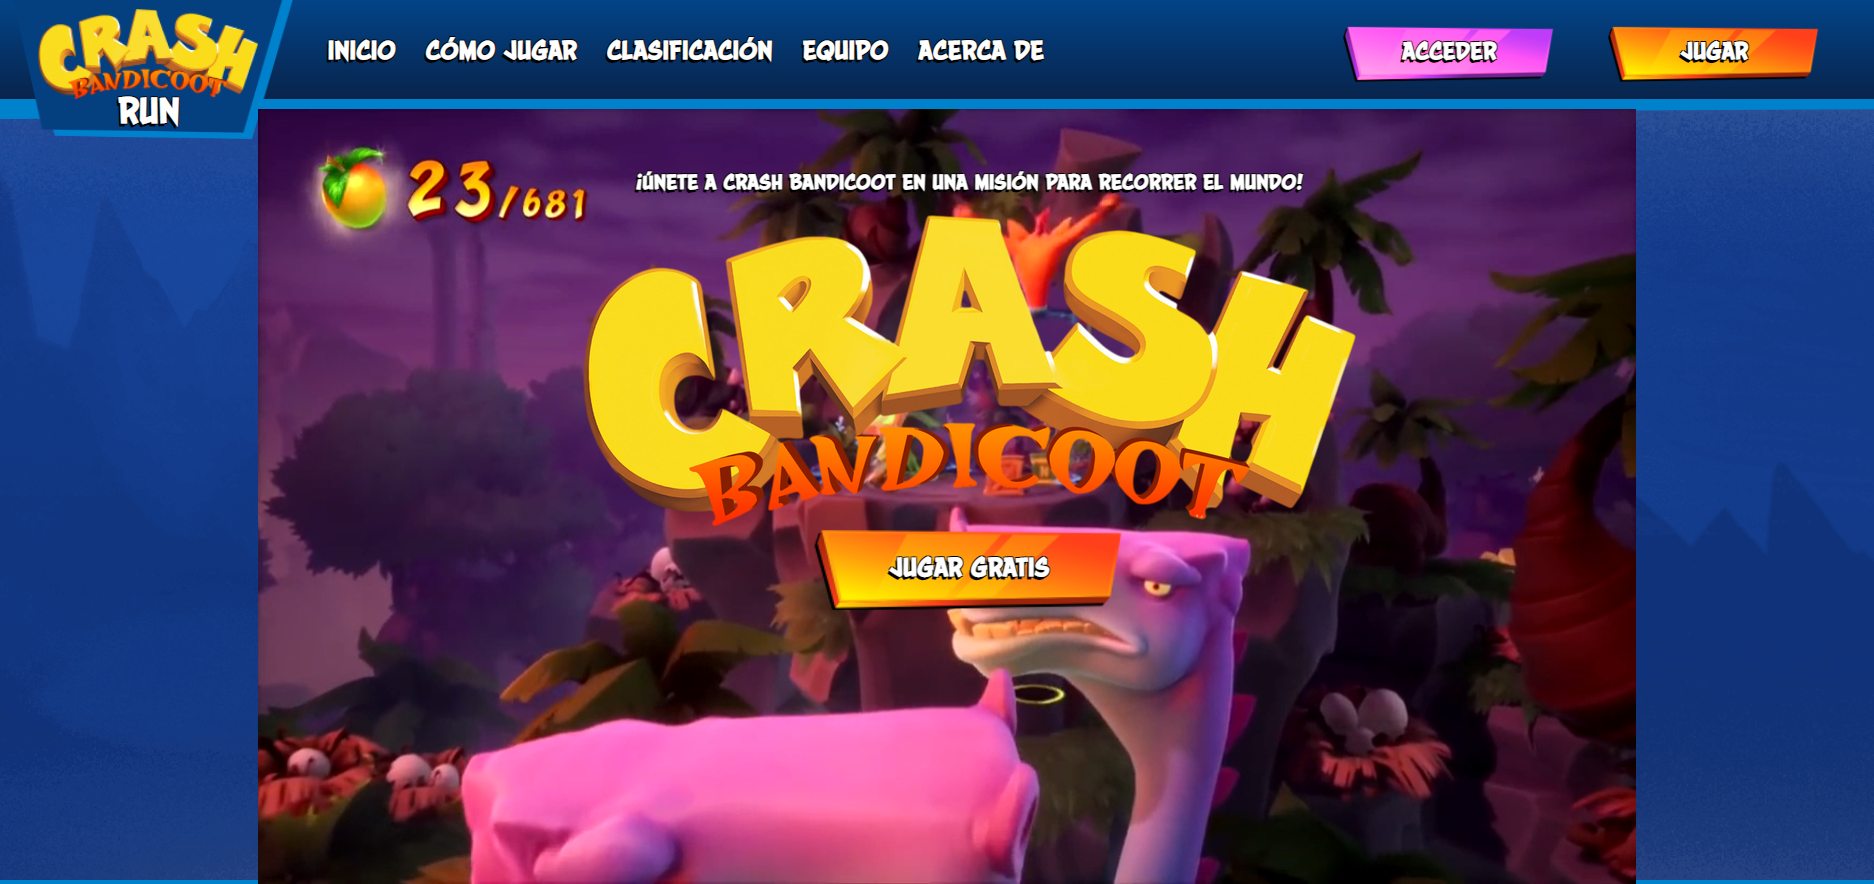 CRASH
BANDICOOT
RUN
INICIO CÓMO JUGAR CLASIFICACIÓN EQUIPO ACERCA DE ACCEDER JUGAR
23/681
¡ÚNETE A CRASH BANDICOOT EN UNA MISIÓN PARA RECORRER EL MUNDO!
CRASH
BANDICOOT
JUGAR GRATIS